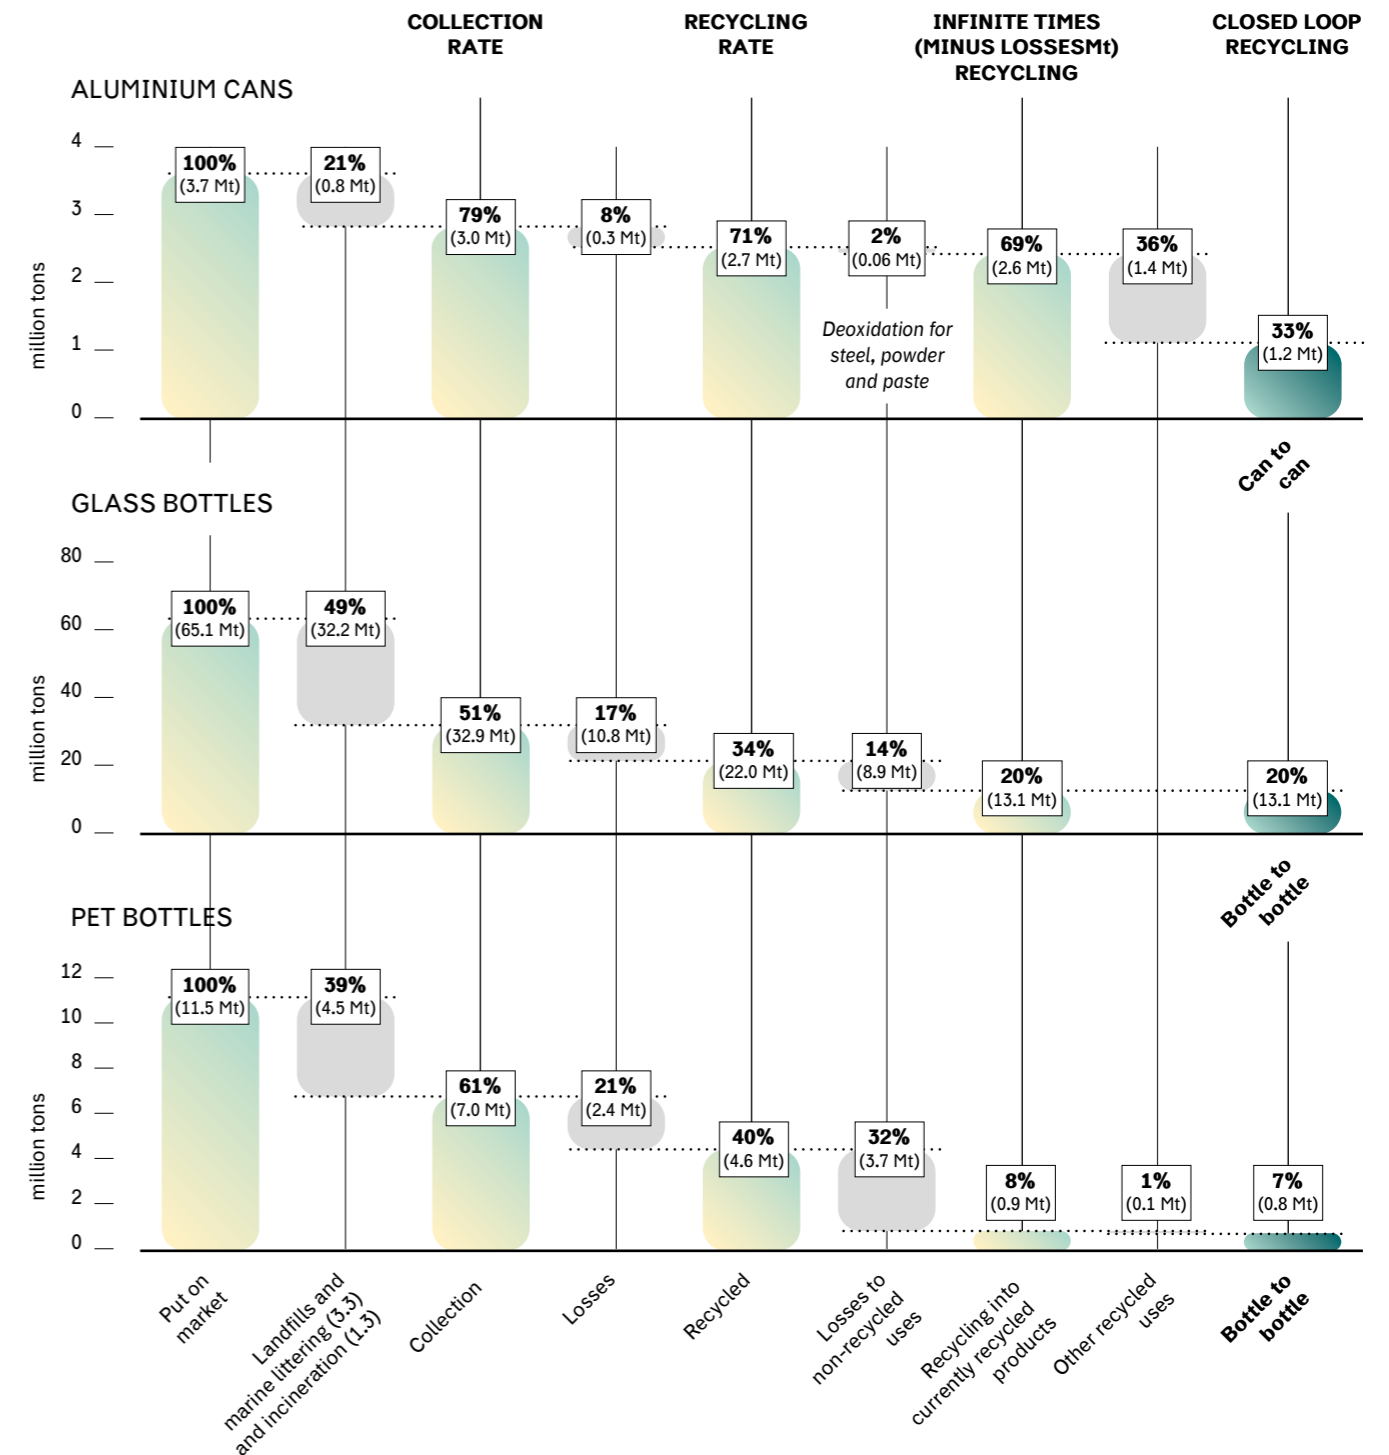 COLLECTION
RATE
RECYCLING
RATE
INFINITE TIMES
(MINUS LOSSESMt)
RECYCLING
CLOSED LOOP
RECYCLING
ALUMINIUM CANS
million tons
4
3
2
1
0
100%
(3.7 Mt)
21%
(0.8 Mt)
79%
(3.0 Mt)
8%
(0.3 Mt)
71%
(2.7 Mt)
2%
(0.06 Mt)
Deoxidation for
steel, powder
and paste
69%
(2.6 Mt)
36%
(1.4 Mt)
33%
(1.2 Mt)
Can to
can
GLASS BOTTLES
million tons
80
60
40
20
0
100%
(65.1 Mt)
49%
(32.2 Mt)
51%
(32.9 Mt)
17%
(10.8 Mt)
34%
(22.0 Mt)
14%
(8.9 Mt)
20%
(13.1 Mt)
20%
(13.1 Mt)
Bottle to
bottle
PET BOTTLES
million tons
12
10
8
6
4
2
0
100%
(11.5 Mt)
39%
(4.5 Mt)
61%
(7.0 Mt)
21%
(2.4 Mt)
40%
(4.6 Mt)
32%
(3.7 Mt)
8%
(0.9 Mt)
1%
(0.1 Mt)
7%
(0.8 Mt)
Put on
market
Landfills and
marine littering (3.3)
and incineration (1.3)
Collection
Losses
Recycled
Losses to
non-recycled
uses
Recycling into
currently recycled
products
Other recycled
uses
Bottle to
bottle